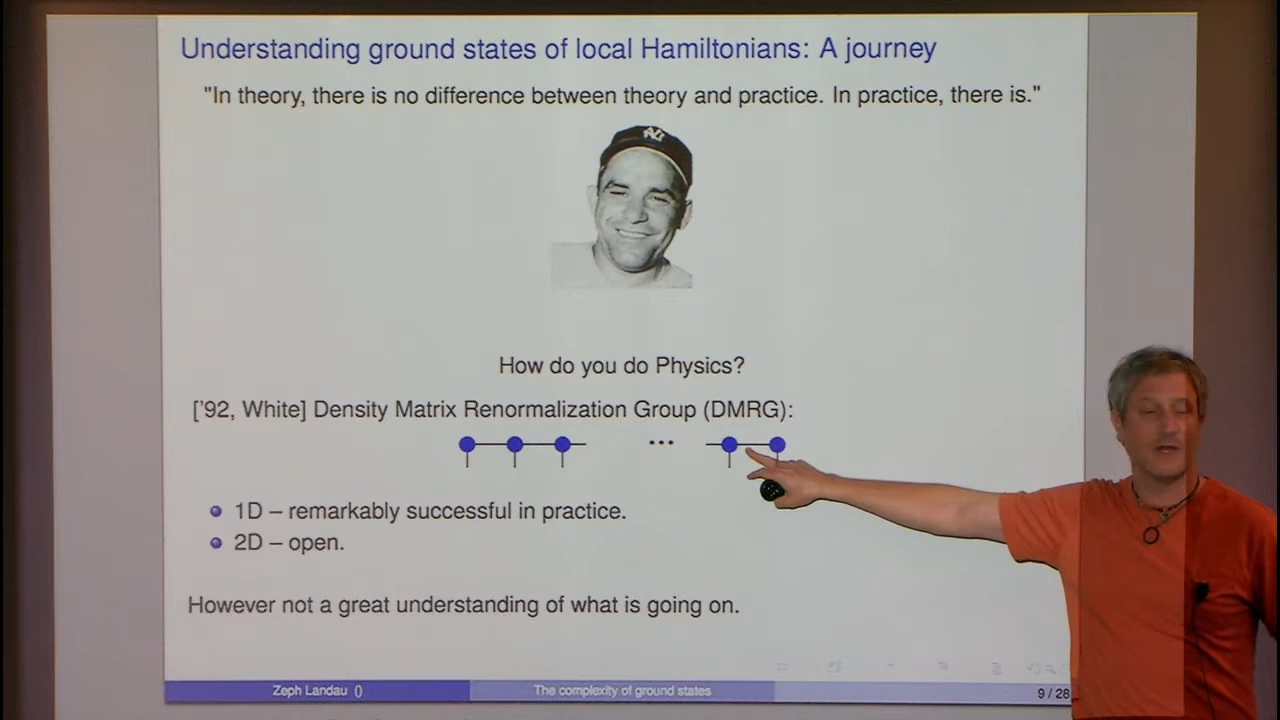 Understanding ground states of local Hamiltonians: A journey
"In theory, there is no difference between theory and practice. In practice, there is."
NY
How do you do Physics?
['92, White] Density Matrix Renormalization Group (DMRG):
...
1D – remarkably successful in practice.
2D – open.
However not a great understanding of what is going on.
Zeph Landau () The complexity of ground states 9 / 28